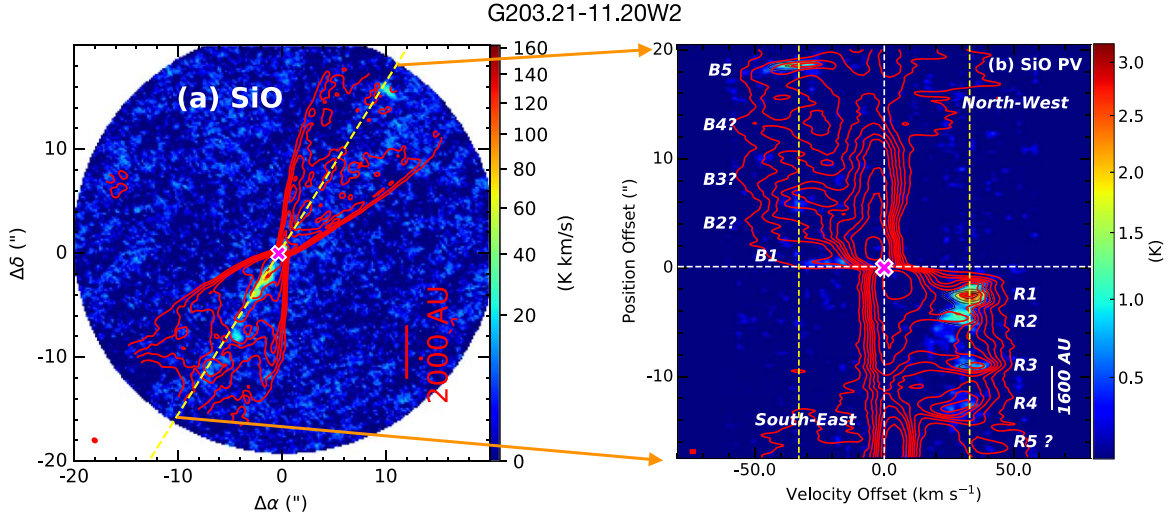 G203.21-11.20W2
(a) SiO
2000 AU
20
10
0
-10
-20
-20
-10
0
10
20
Δδ (")
Δα (")
160
140
120
100
80
60
40
20
0
(K km/s)
(b) SiO PV
North-West
South-East
B5
B4?
B3?
B2?
B1
R1
R2
R3
R4
R5 ?
1600 AU
20
10
0
-10
-50.0
0.0
50.0
Position Offset (")
Velocity Offset (km s⁻¹)
(K)
3.0
2.5
2.0
1.5
1.0
0.5
(K)